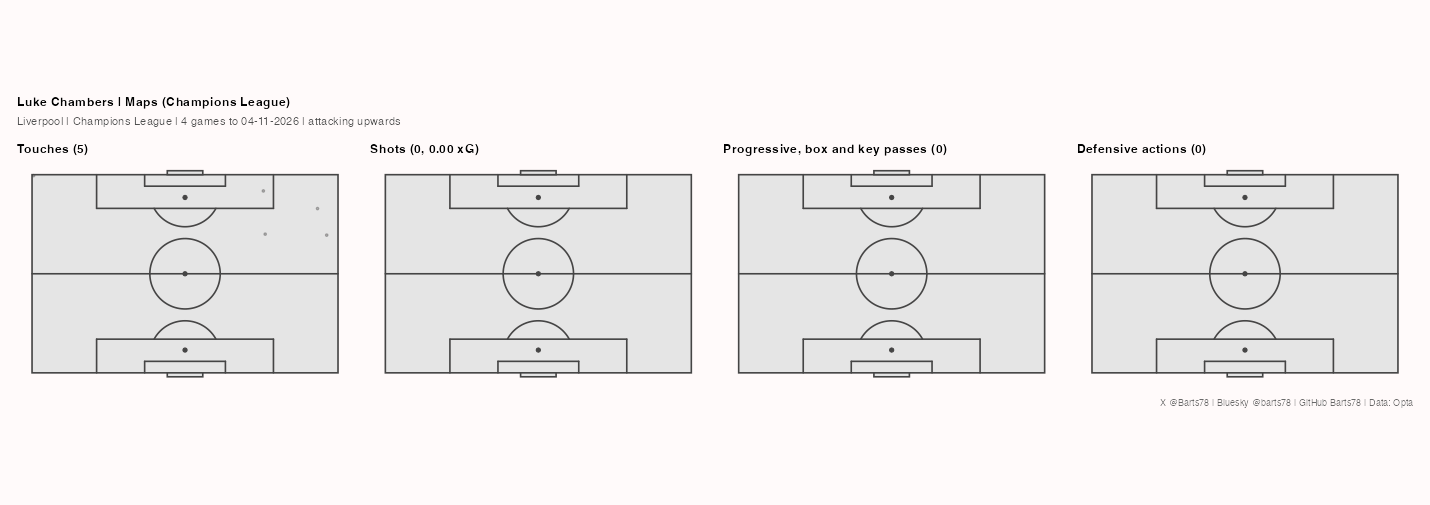 Luke Chambers | Maps (Champions League)
Liverpool | Champions League | 4 games to 04-11-2026 | attacking upwards
Touches (5)
Shots (0, 0.00 xG)
Progressive, box and key passes (0)
Defensive actions (0)
X @Barts78 | Bluesky @barts78 | GitHub Barts78 | Data: Opta